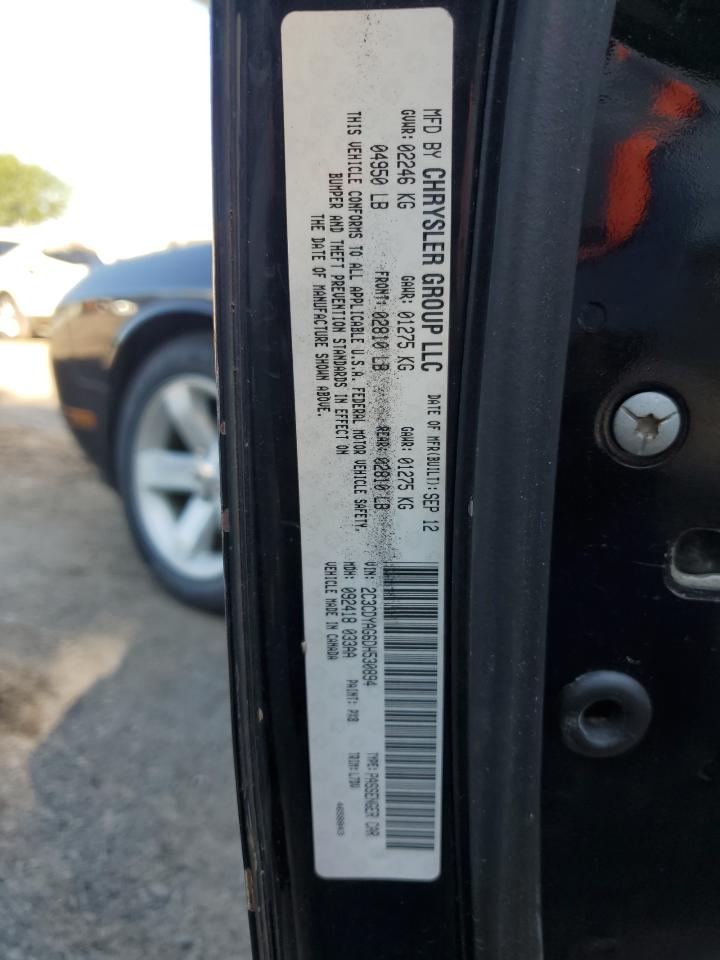 MFD BY CHRYSLER GROUP LLC
DATE OF MFR(BUILT): SEP 12
GVWR: 02246 KG GAWR: 01275 KG GAWR: 01275 KG
04950 LB FRONT: 02810 LB REAR: 02810 LB
THIS VEHICLE CONFORMS TO ALL APPLICABLE U.S.A. FEDERAL MOTOR VEHICLE SAFETY,
BUMPER AND THEFT PREVENTION STANDARDS IN EFFECT ON
THE DATE OF MANUFACTURE SHOWN ABOVE.
VIN: 2C3CDYAG6DH530894 TYPE: PASSENGER CAR
MDH: 092418 033AA PAINT: PX8 TRIM: L7DV
VEHICLE MADE IN CANADA